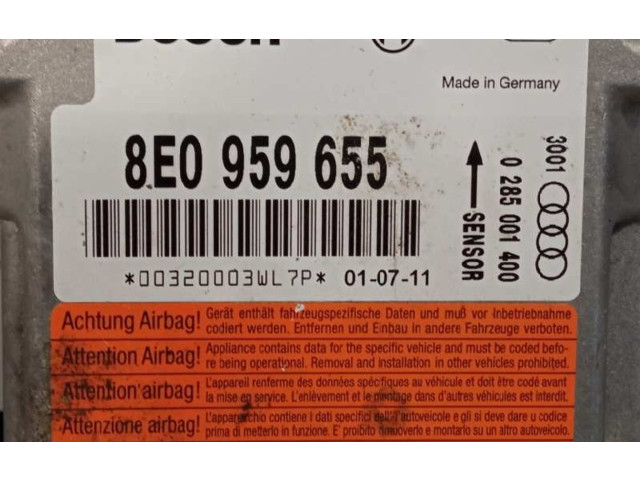 BOSCH
Made in Germany
8E0 959 655
*00320003WL7P* 01-07-11
SENSOR
0 285 001 400
3001
Achtung Airbag! Gerät enthält fahrzeugspezifische Daten und muß vor Inbetriebnahme
codiert werden. Entfernen und Einbau in andere Fahrzeuge verboten.
Attention Airbag! Appliance contains data for the specific vehicle and must be coded befo-
re being operational. Removal and installation in other vehicles prohibited.
Attention airbag! L'appareil renferme des données spécifiques au véhicule et doit être codé avant
la mise en service. L'enlèvement et le montage dans d'autres véhicules est interdit.
Attenzione airbag! L'apparecchio contiene i dati specifici dell'autoveicolo e gli si deve dare u codice
prima di metterlo in funzione. E' proibito rimuoverlo e montarlo su un altro autoveicolo.